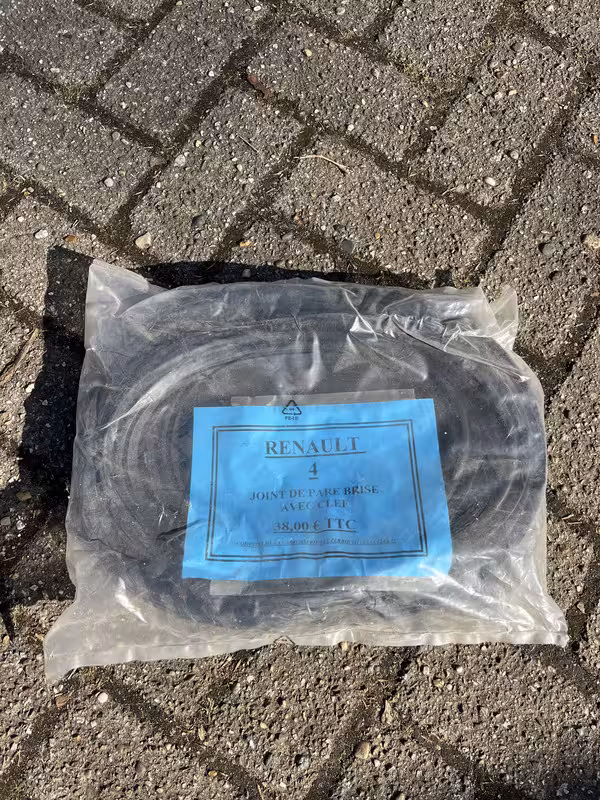 RENAULT
4
JOINT DE PARE BRISE
AVEC CLEF
38,00 € TTC